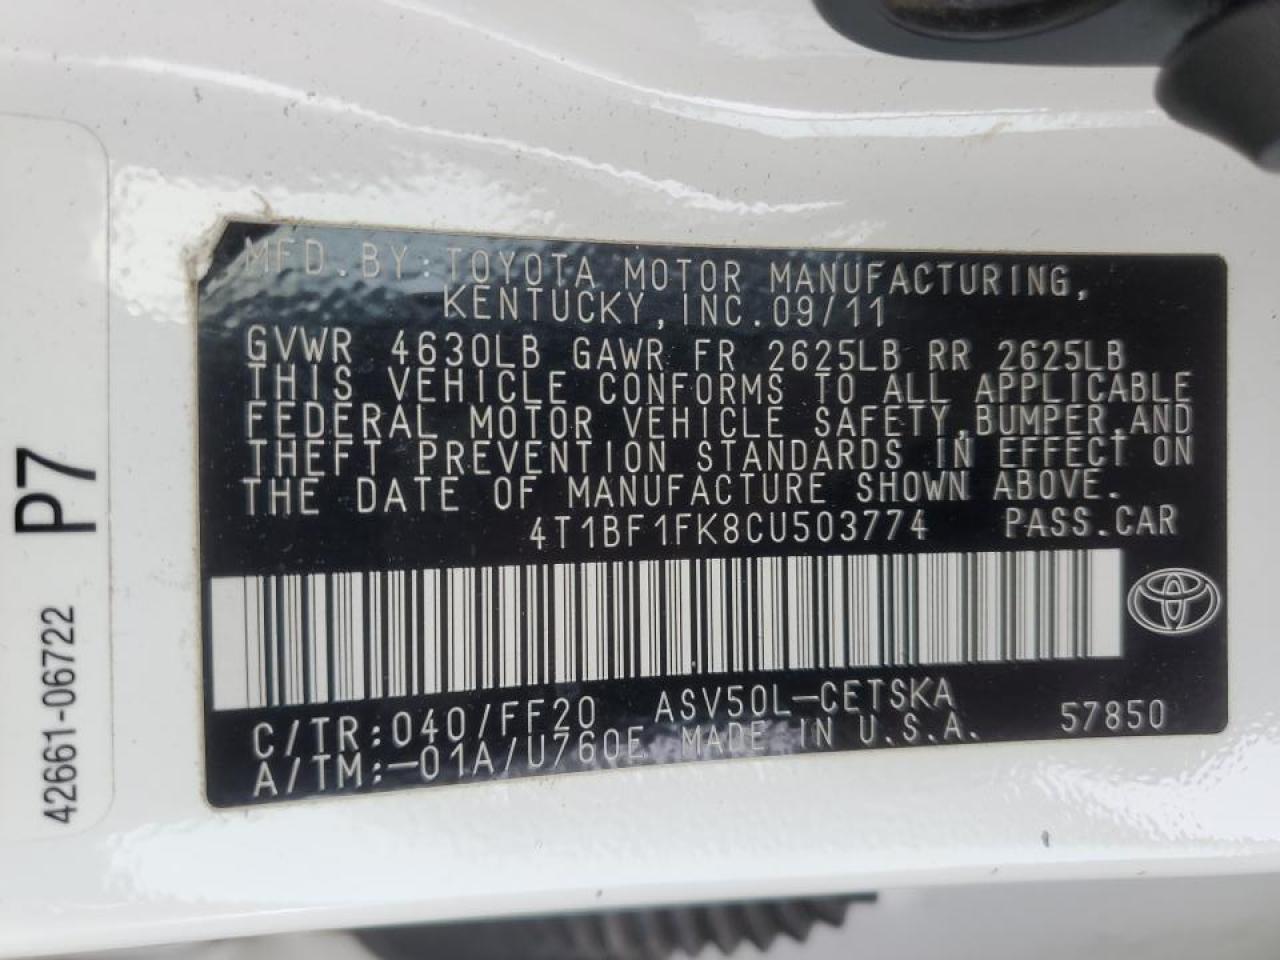 MFD.BY:TOYOTA MOTOR MANUFACTURING,
KENTUCKY,INC.09/11
GVWR 4630LB GAWR FR 2625LB RR 2625LB
THIS VEHICLE CONFORMS TO ALL APPLICABLE
FEDERAL MOTOR VEHICLE SAFETY,BUMPER,AND
THEFT PREVENTION STANDARDS IN EFFECT ON
THE DATE OF MANUFACTURE SHOWN ABOVE.
4T1BF1FK8CU503774 PASS.CAR
C/TR:040/FF20 ASV50L-CETSKA
A/TM:-01A/U760E MADE IN U.S.A. 57850
42661-06722 P7